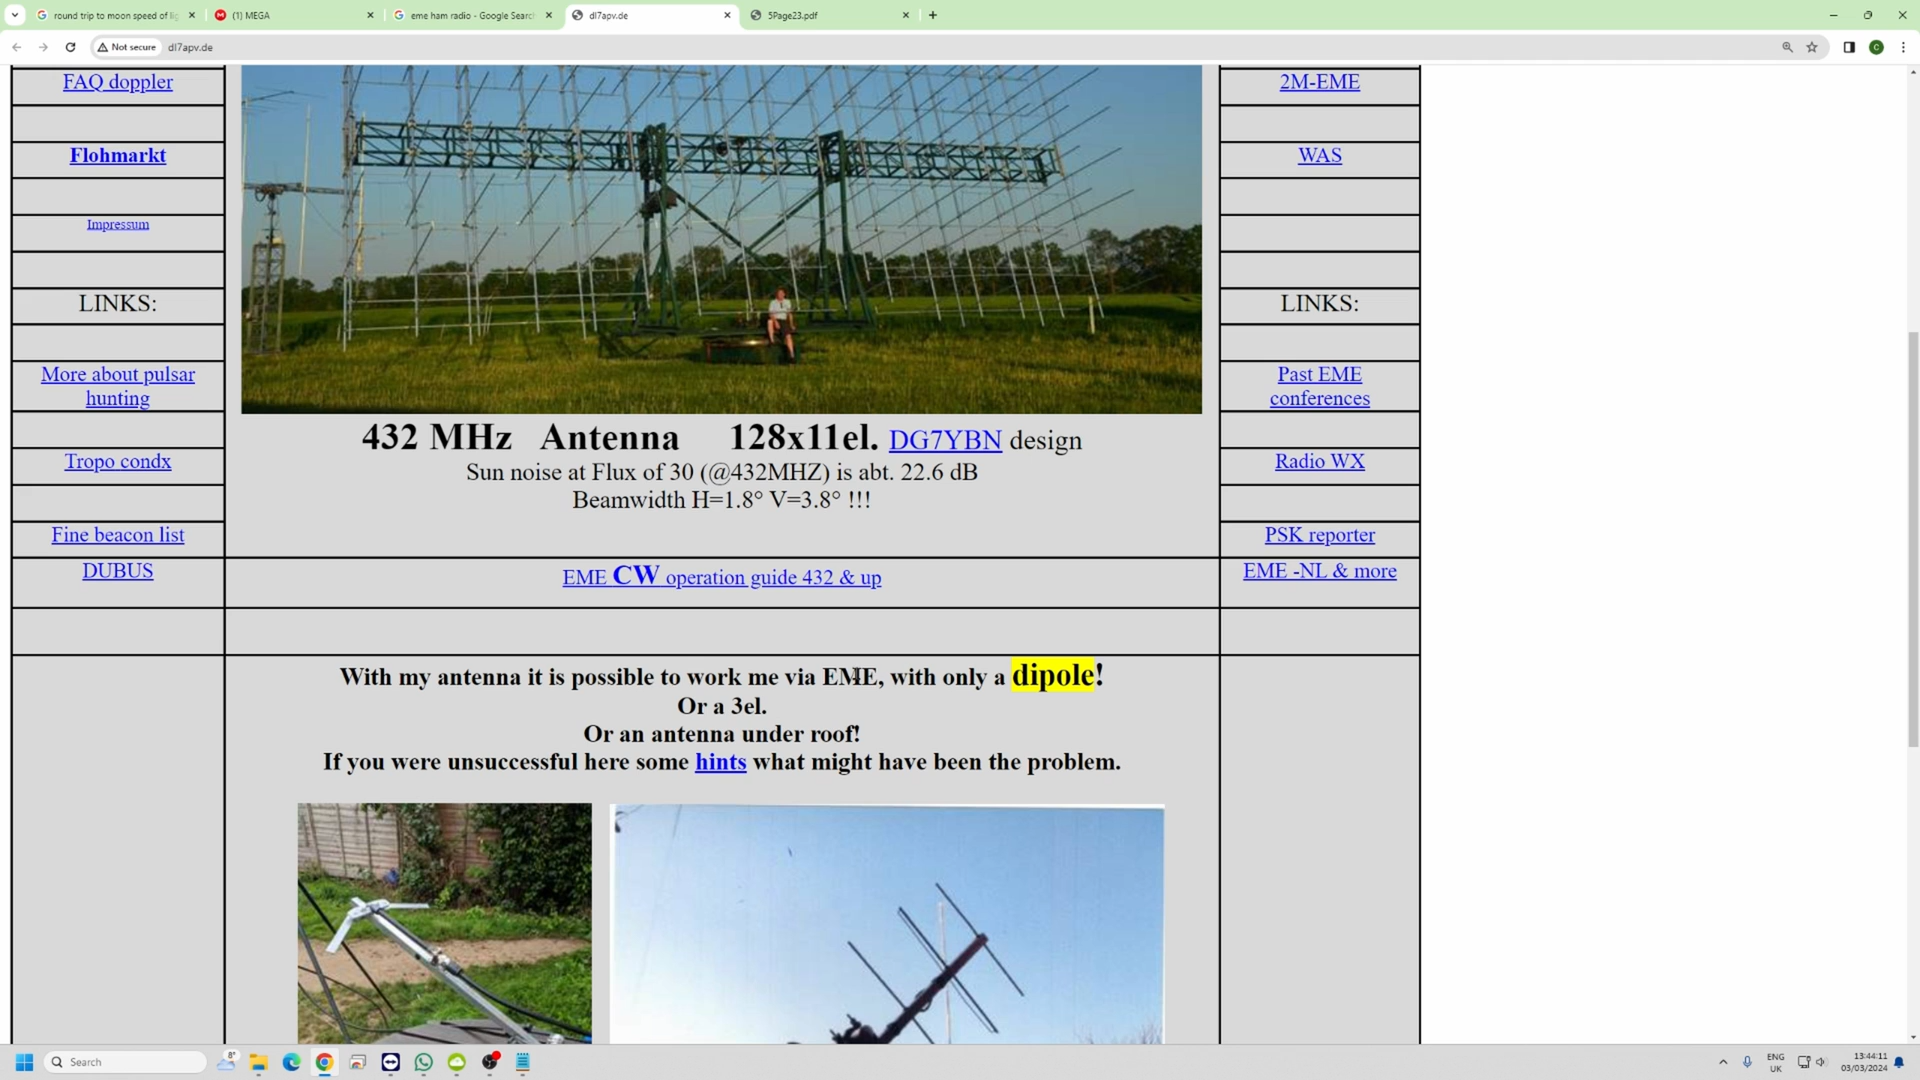 round trip to moon speed of lig
(1) MEGA
eme ham radio - Google Search
dl7apv.de
5Page23.pdf
Not secure
dl7apv.de
FAQ doppler
Flohmarkt
Impressum
LINKS:
More about pulsar
hunting
Tropo condx
Fine beacon list
DUBUS
432 MHz Antenna 128x11el. DG7YBN design
Sun noise at Flux of 30 (@432MHZ) is abt. 22.6 dB
Beamwidth H=1.8° V=3.8° !!!
EME CW operation guide 432 & up
With my antenna it is possible to work me via EME, with only a dipole!
Or a 3el.
Or an antenna under roof!
If you were unsuccessful here some hints what might have been the problem.
2M-EME
WAS
LINKS:
Past EME
conferences
Radio WX
PSK reporter
EME -NL & more
Search
8°
ENG
UK
13:44:11
03/03/2024